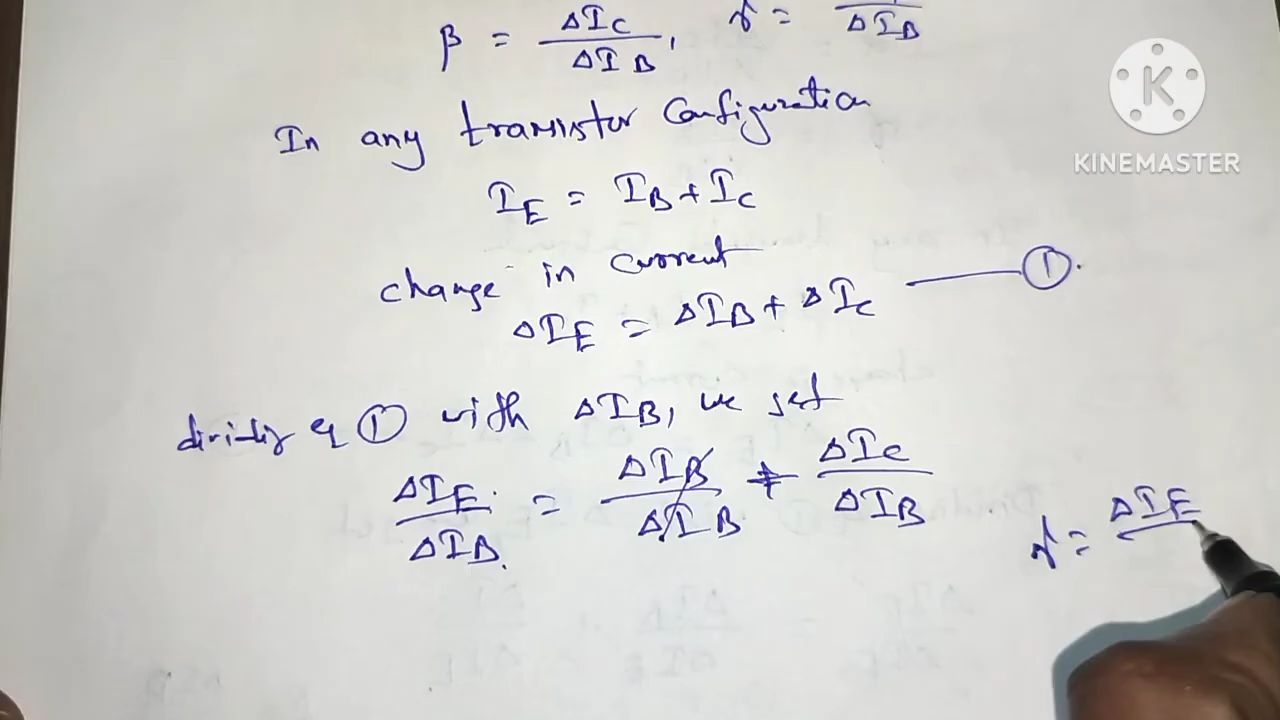 β = ΔIC / ΔIB, γ = / ΔIB
In any transistor Configuration
K
KINEMASTER
IE = IB + IC
change in current
ΔIE = ΔIB + ΔIC —— ①.
dividing eq ① with ΔIB, we get
ΔIE / ΔIB. = ΔIB / ΔIB + ΔIC / ΔIB
γ = ΔIE